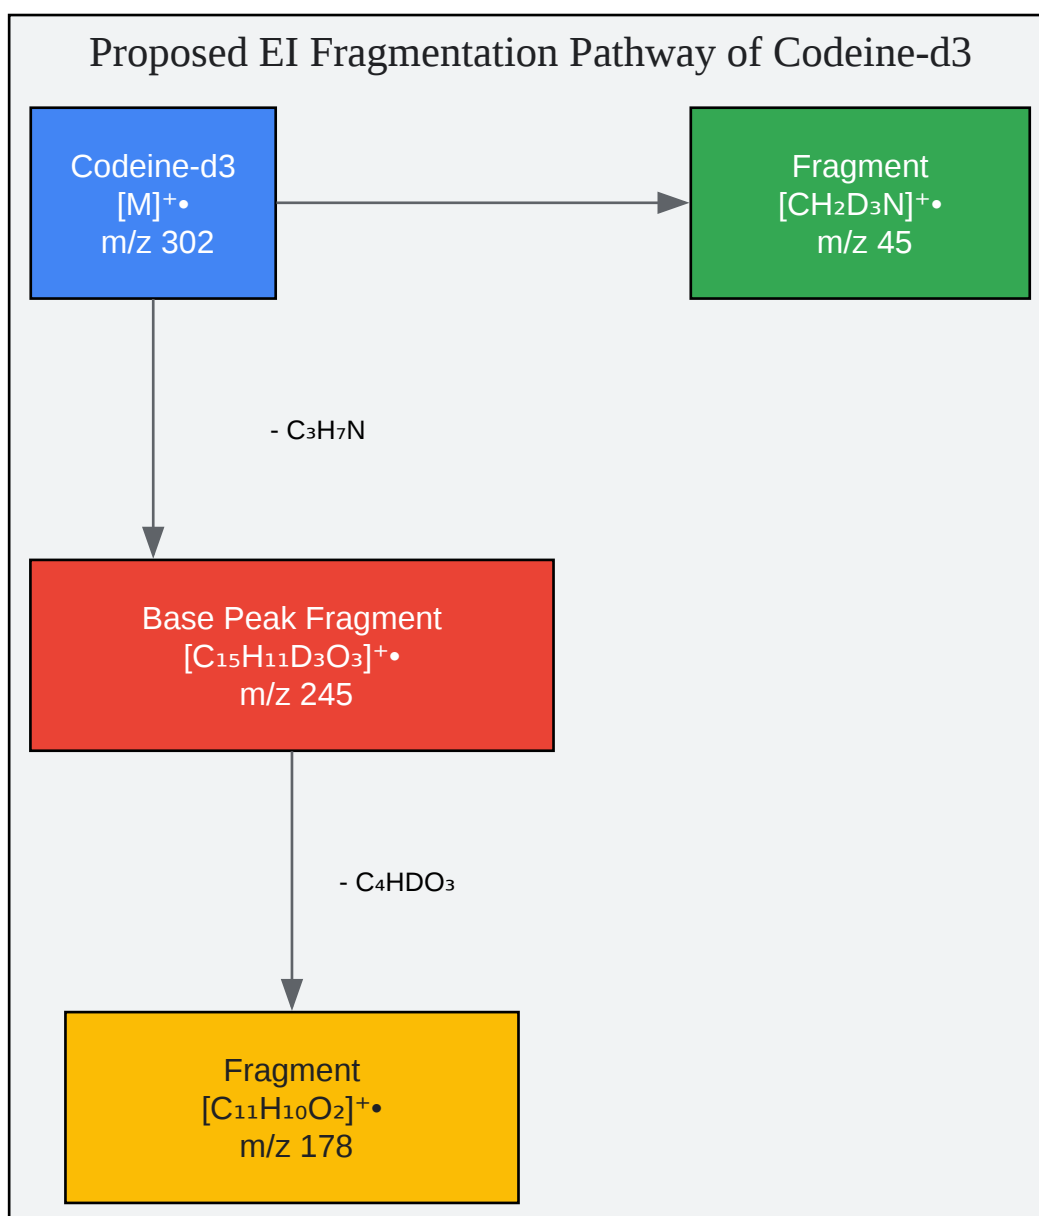 Proposed EI Fragmentation Pathway of Codeine-d3
Codeine-d3
[M]⁺•
m/z 302
Fragment
[CH₂D₃N]⁺•
m/z 45
- C₃H₇N
Base Peak Fragment
[C₁₅H₁₁D₃O₃]⁺•
m/z 245
- C₄HDO₃
Fragment
[C₁₁H₁₀O₂]⁺•
m/z 178